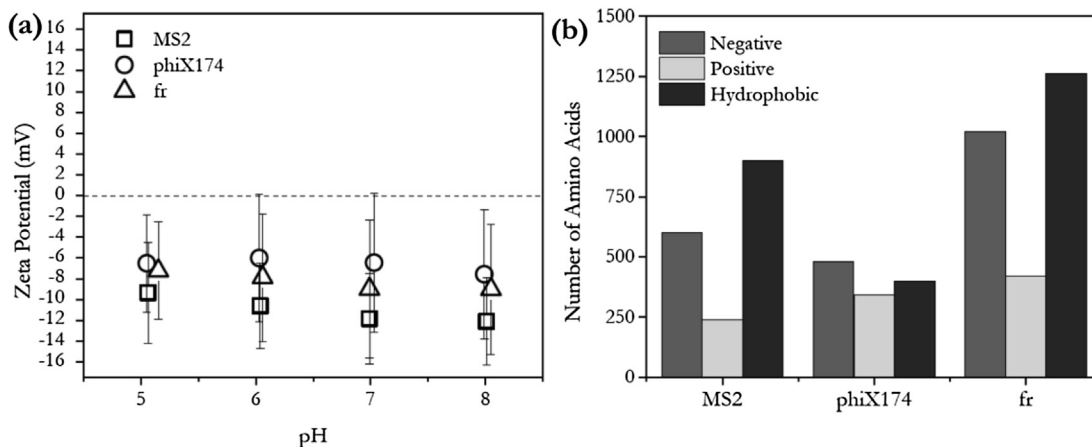 (a)
MS2
phiX174
fr
Zeta Potential (mV)
16
14
12
10
8
6
4
2
0
-2
-4
-6
-8
-10
-12
-14
-16
5 6 7 8
pH
(b)
Negative
Positive
Hydrophobic
Number of Amino Acids
1500
1250
1000
750
500
250
0
MS2 phiX174 fr